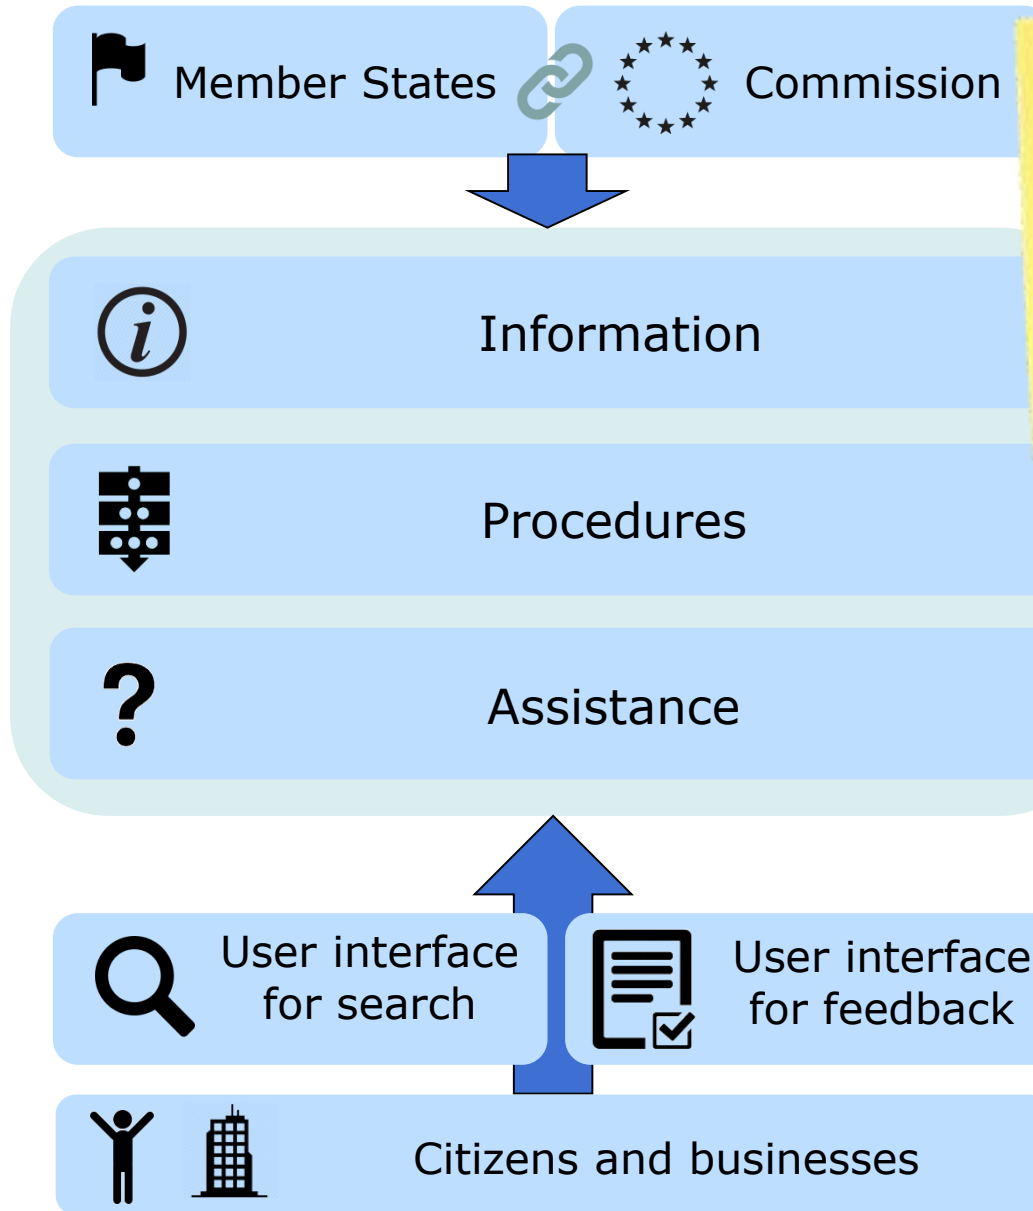 Member States
Commission
Information
Procedures
Assistance
User interface
for search
User interface
for feedback
Citizens and businesses